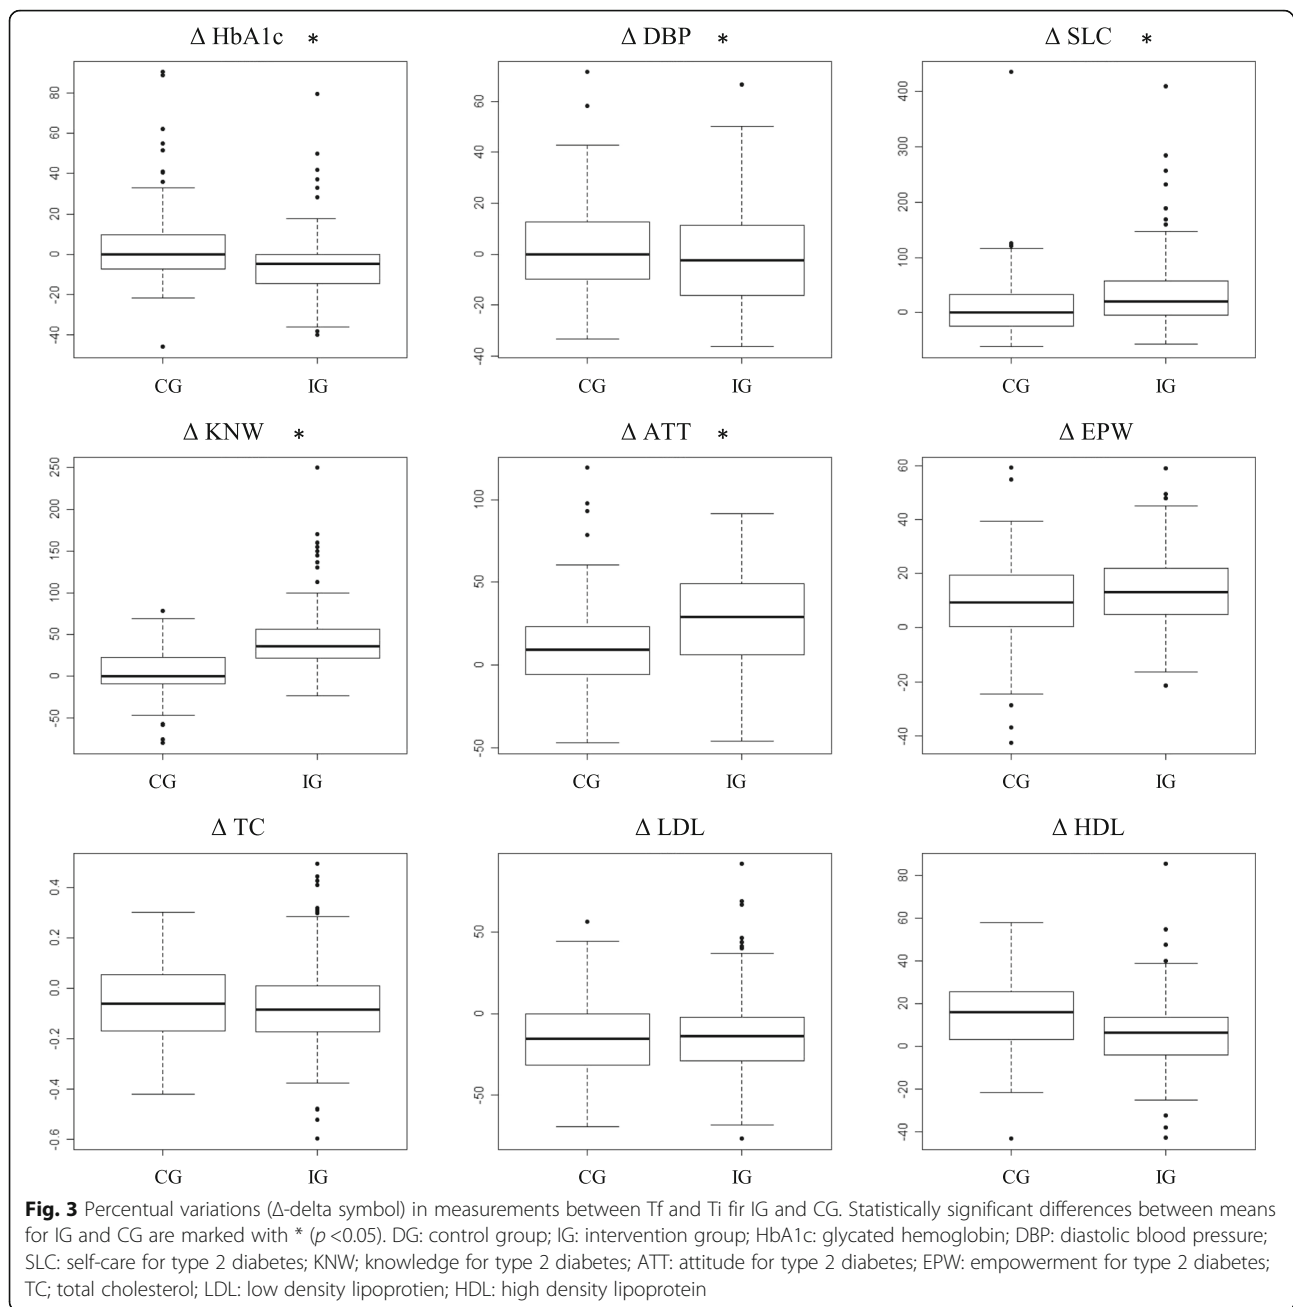 Δ HbA1c *
Δ DBP *
Δ SLC *
80
60
40
20
0
-20
-40
CG
IG
60
40
20
0
-20
-40
CG
IG
400
300
200
100
0
CG
IG
Δ KNW *
Δ ATT *
Δ EPW
250
200
150
100
50
0
-50
CG
IG
100
50
0
-50
CG
IG
60
40
20
0
-20
-40
CG
IG
Δ TC
Δ LDL
Δ HDL
0.4
0.2
0.0
-0.2
-0.4
-0.6
CG
IG
50
0
-50
CG
IG
80
60
40
20
0
-20
-40
CG
IG
Fig. 3 Percentual variations (Δ-delta symbol) in measurements between Tf and Ti fir IG and CG. Statistically significant differences between means
for IG and CG are marked with * (p <0.05). DG: control group; IG: intervention group; HbA1c: glycated hemoglobin; DBP: diastolic blood pressure;
SLC: self-care for type 2 diabetes; KNW; knowledge for type 2 diabetes; ATT: attitude for type 2 diabetes; EPW: empowerment for type 2 diabetes;
TC; total cholesterol; LDL: low density lipoprotien; HDL: high density lipoprotein